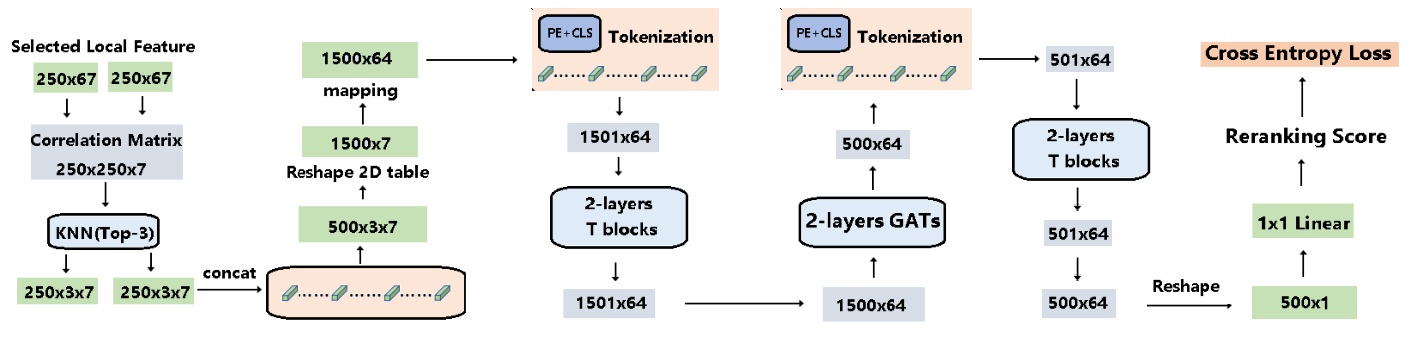 Selected Local Feature
250x67
250x67
Correlation Matrix
250x250x7
KNN(Top-3)
250x3x7
250x3x7
concat
500x3x7
Reshape 2D table
1500x7
mapping
1500x64
PE+CLS
Tokenization
1501x64
2-layers
T blocks
1501x64
1500x64
2-layers GATs
500x64
PE+CLS
Tokenization
501x64
2-layers
T blocks
501x64
500x64
Reshape
500x1
1x1 Linear
Reranking Score
Cross Entropy Loss